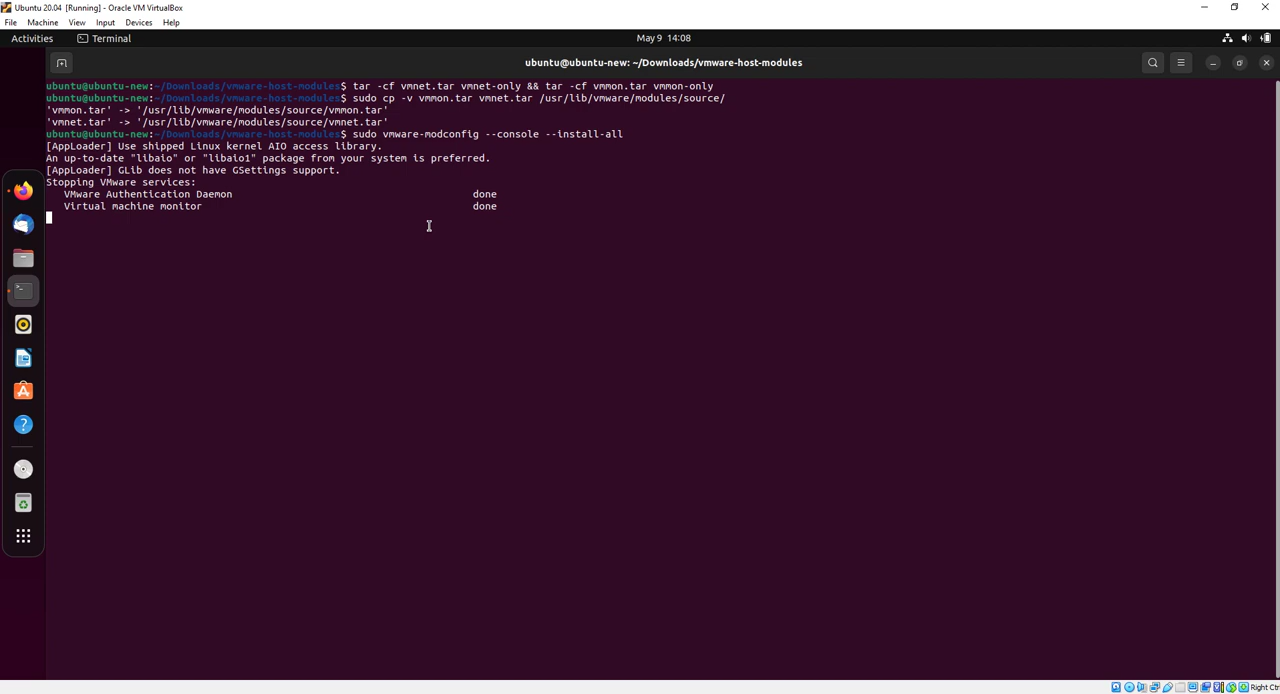 Ubuntu 20.04 [Running] - Oracle VM VirtualBox
File Machine View Input Devices Help
Activities Terminal May 9 14:08
ubuntu@ubuntu-new: ~/Downloads/vmware-host-modules
ubuntu@ubuntu-new:~/Downloads/vmware-host-modules$ tar -cf vmnet.tar vmnet-only && tar -cf vmmon.tar vmmon-only
ubuntu@ubuntu-new:~/Downloads/vmware-host-modules$ sudo cp -v vmmon.tar vmnet.tar /usr/lib/vmware/modules/source/
'vmmon.tar' -> '/usr/lib/vmware/modules/source/vmmon.tar'
'vmnet.tar' -> '/usr/lib/vmware/modules/source/vmnet.tar'
ubuntu@ubuntu-new:~/Downloads/vmware-host-modules$ sudo vmware-modconfig --console --install-all
[AppLoader] Use shipped Linux kernel AIO access library.
An up-to-date "libaio" or "libaio1" package from your system is preferred.
[AppLoader] GLib does not have GSettings support.
Stopping VMware services:
VMware Authentication Daemon done
Virtual machine monitor done
Right Ctr